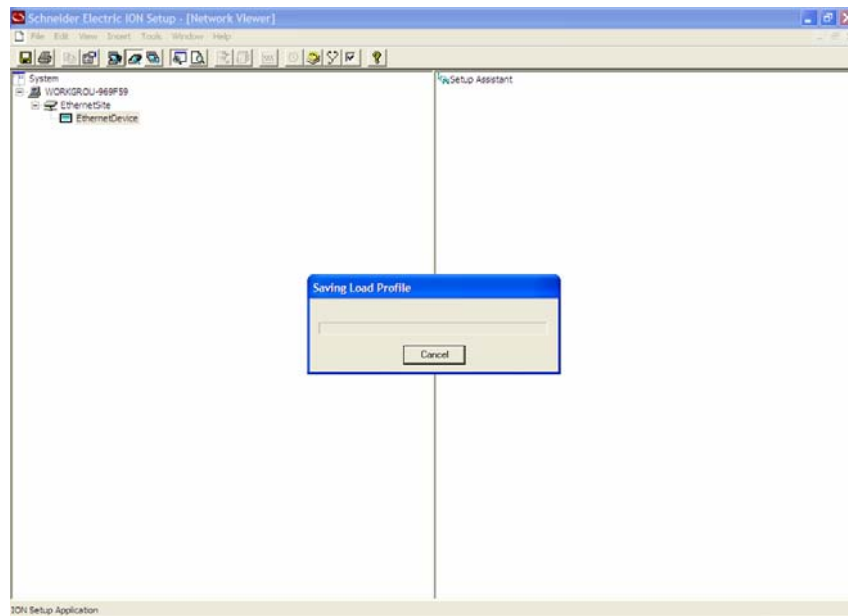 Schneider Electric ION Setup - [Network Viewer]
File Edit View Insert Tools Window Help
System
WORKGROU-969F59
EthernetSite
EthernetDevice
Setup Assistant
Saving Load Profile
Cancel
ION Setup Application